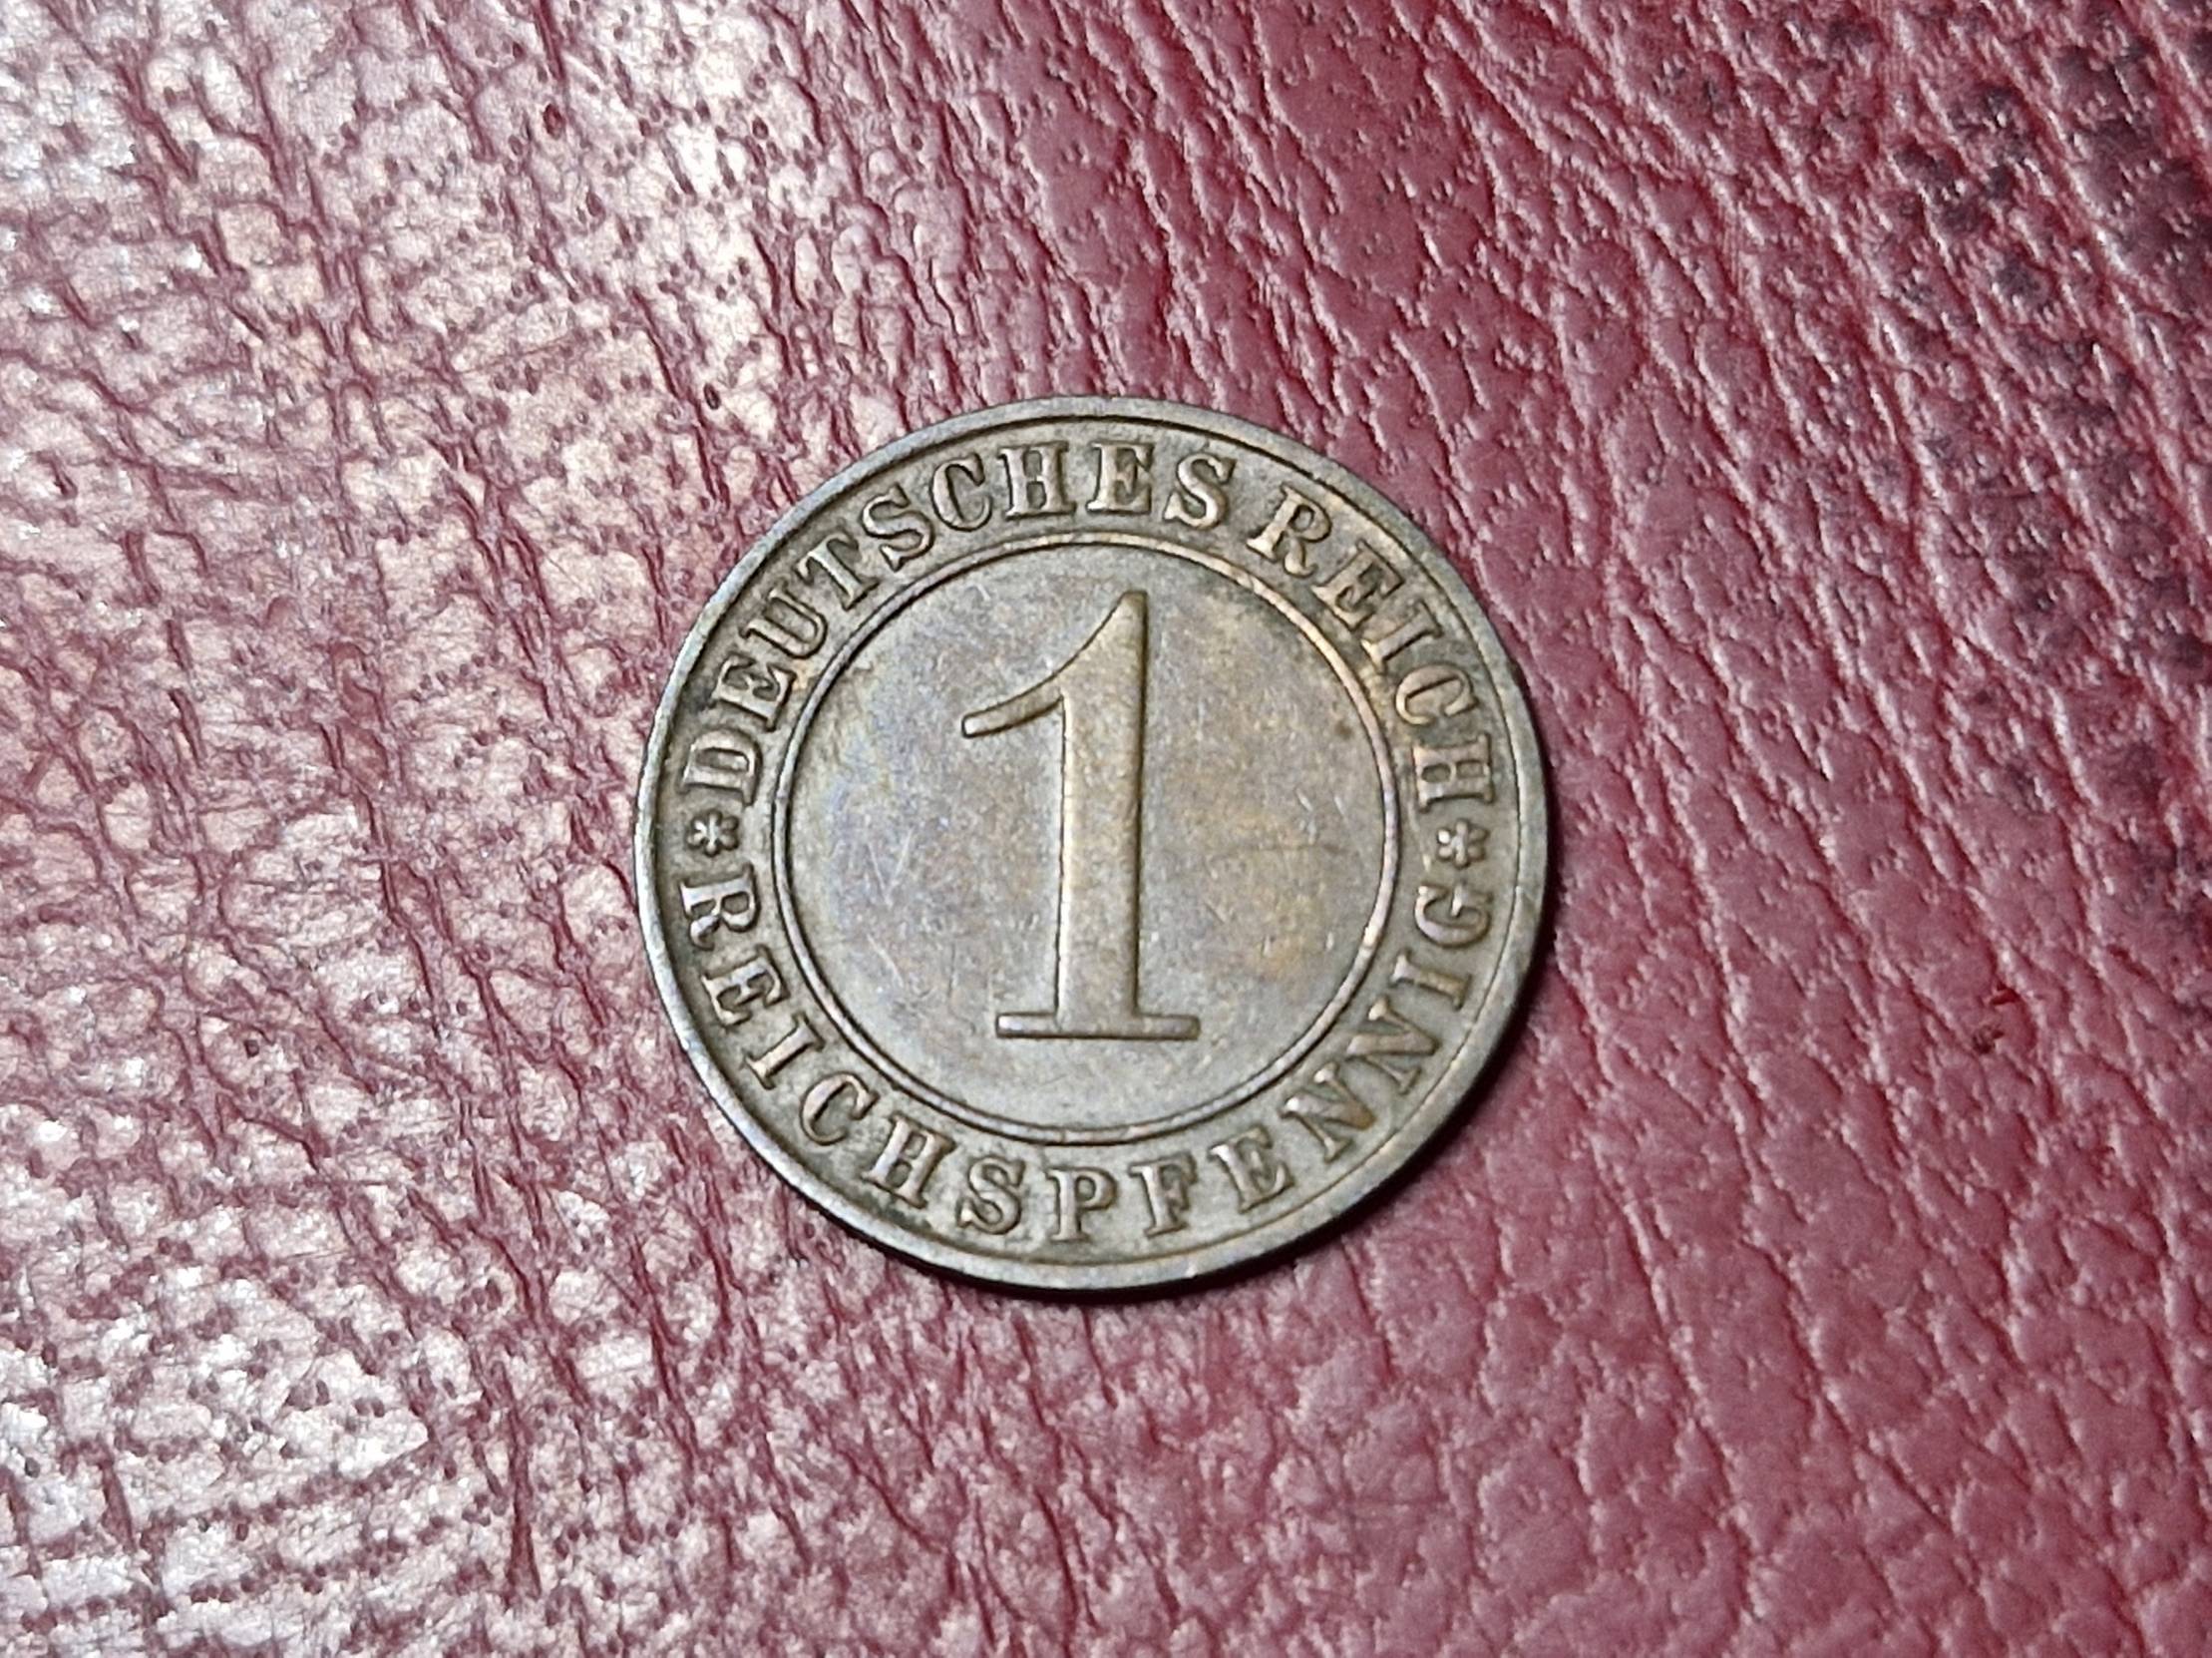 DEUTSCHES REICH
1
* REICHSPFENNIG *